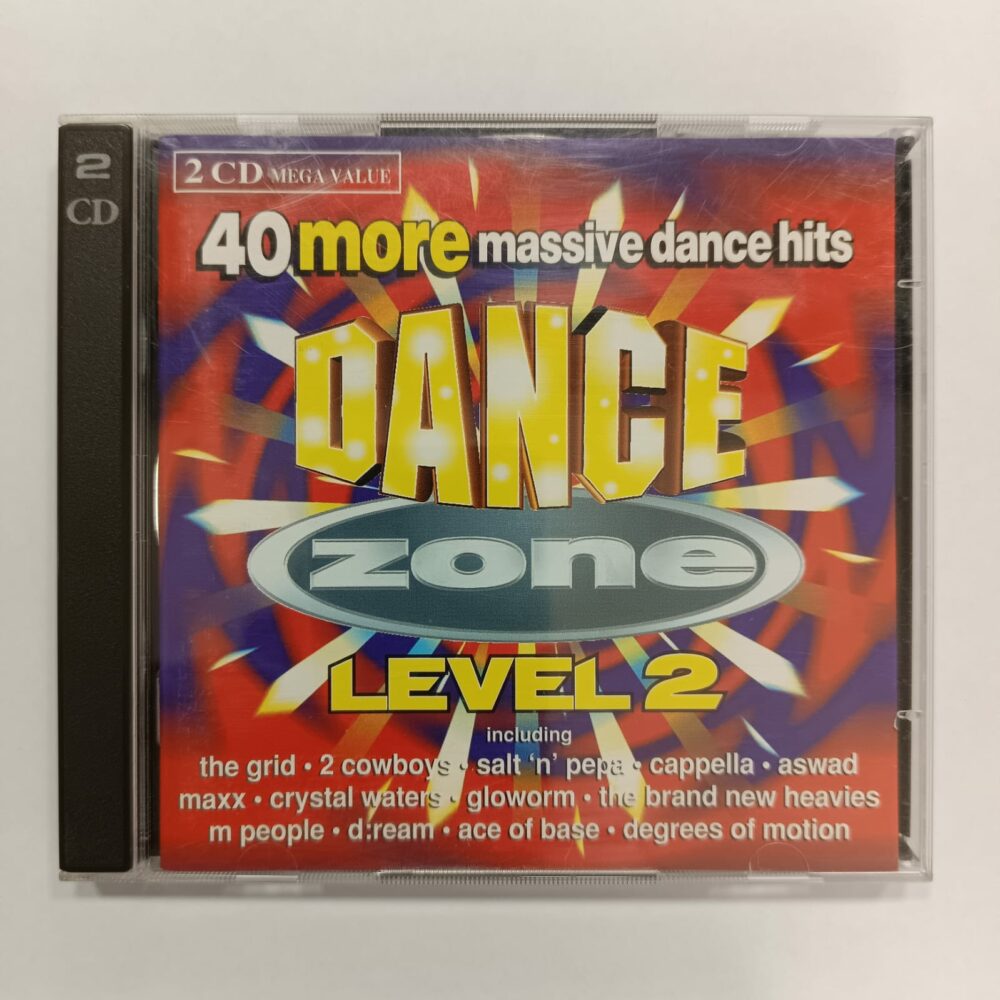 2
CD
2 CD MEGA VALUE
40 more massive dance hits
DANCE
zone
LEVEL 2
including
the grid • 2 cowboys • salt 'n' pepa • cappella • aswad
maxx • crystal waters • gloworm • the brand new heavies
m people • d:ream • ace of base • degrees of motion